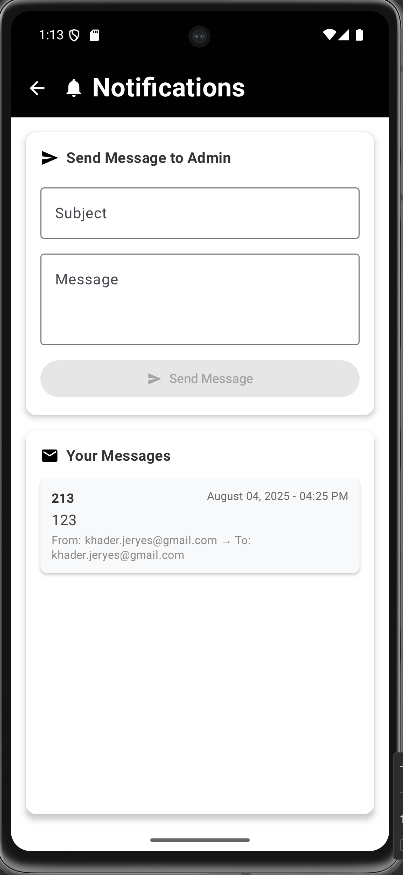 1:13
Notifications
Send Message to Admin
Subject
Message
Send Message
Your Messages
213
August 04, 2025 - 04:25 PM
123
From: khader.jeryes@gmail.com → To:
khader.jeryes@gmail.com